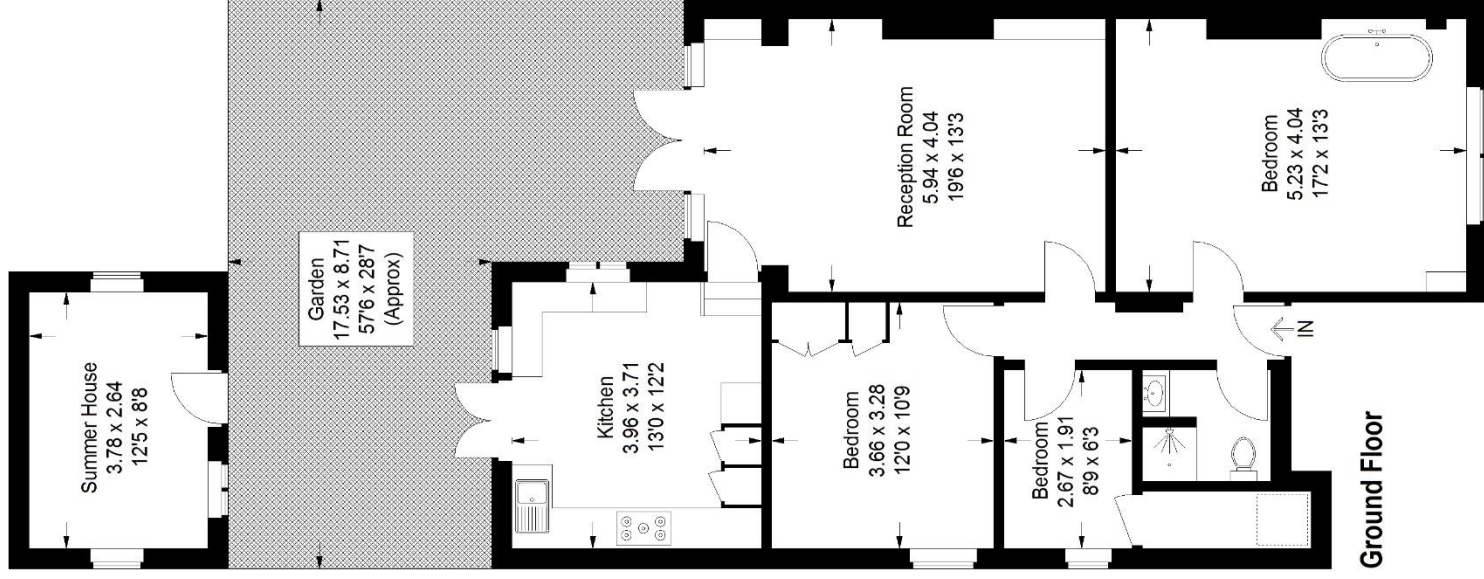 Summer House
3.78 x 2.64
12'5 x 8'8
Garden
17.53 x 8.71
57'6 x 28'7
(Approx)
Kitchen
3.96 x 3.71
13'0 x 12'2
Reception Room
5.94 x 4.04
19'6 x 13'3
Bedroom
3.66 x 3.28
12'0 x 10'9
Bedroom
2.67 x 1.91
8'9 x 6'3
Bedroom
5.23 x 4.04
17'2 x 13'3
IN
Ground Floor